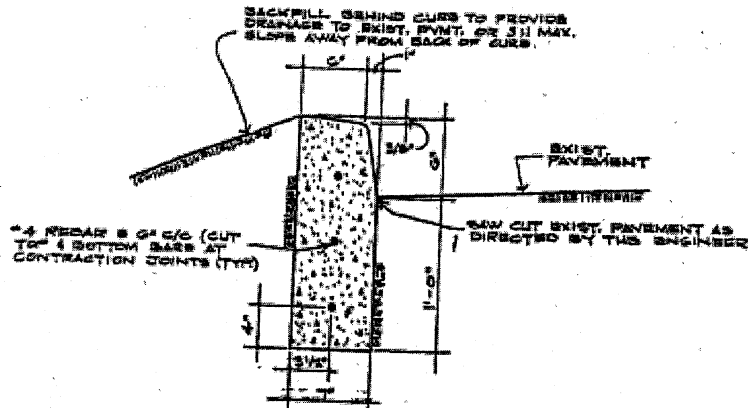 BACKFILL BEHIND CURB TO PROVIDE
DRAINAGE TO EXIST. PVMT. OR 3:1 MAX.
SLOPE AWAY FROM BACK OF CURB.
6"
1"
3/8"
6"
EXIST.
PAVEMENT
#4 REBAR @ 6" C/C (CUT
TOP & BOTTOM BARS AT
CONTRACTION JOINTS (TYP)
SAW CUT EXIST. PAVEMENT AS
DIRECTED BY THE ENGINEER
1'-0"
4"
3 1/2"
7"